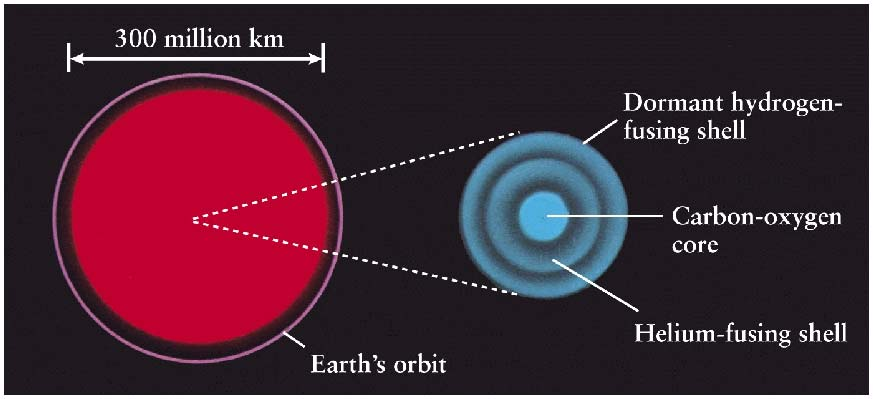 300 million km
Dormant hydrogen-
fusing shell
Carbon-oxygen
core
Helium-fusing shell
Earth's orbit